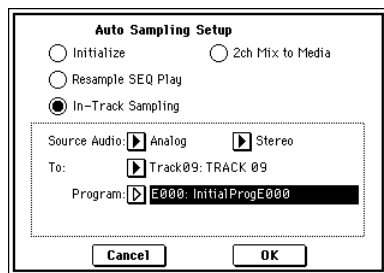 Auto Sampling Setup
Initialize
2ch Mix to Media
Resample SEQ Play
In-Track Sampling
Source Audio: Analog Stereo
To: Track09: TRACK 09
Program: E000: InitialProgE000
Cancel OK